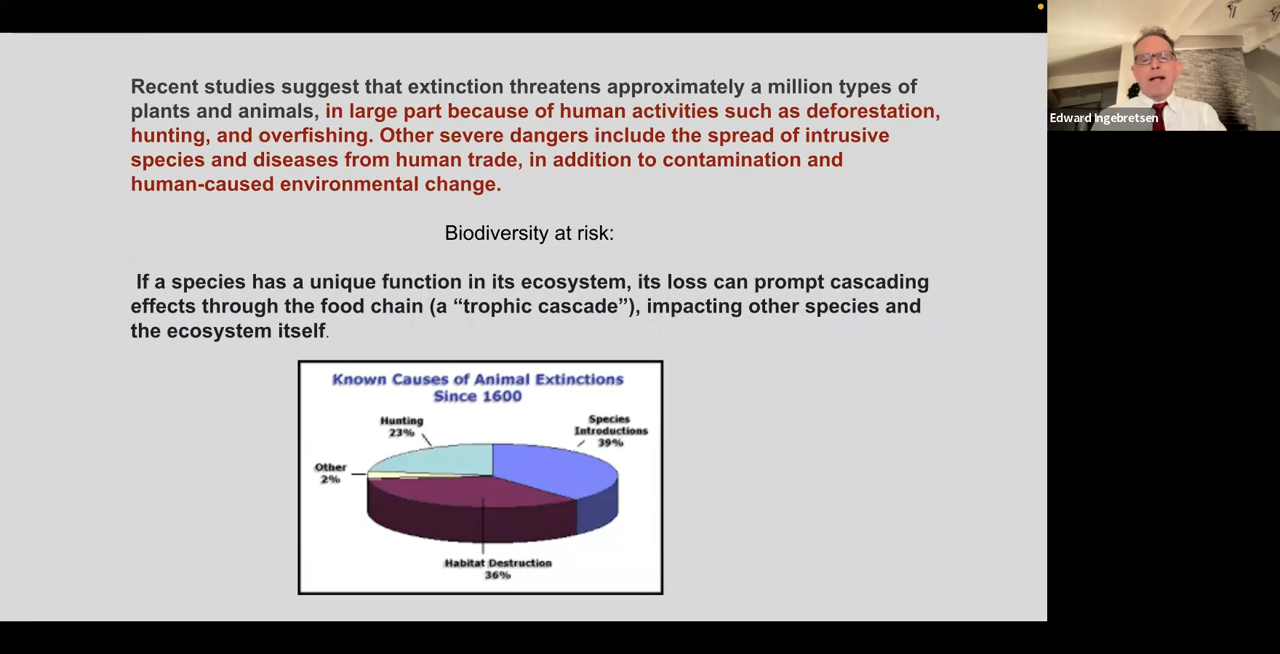 Recent studies suggest that extinction threatens approximately a million types of
plants and animals, in large part because of human activities such as deforestation,
hunting, and overfishing. Other severe dangers include the spread of intrusive
species and diseases from human trade, in addition to contamination and
human-caused environmental change.
Biodiversity at risk:
If a species has a unique function in its ecosystem, its loss can prompt cascading
effects through the food chain (a “trophic cascade”), impacting other species and
the ecosystem itself.
Known Causes of Animal Extinctions
Since 1600
Hunting
23%
Species
Introductions
39%
Other
2%
Habitat Destruction
36%
Edward Ingebretsen